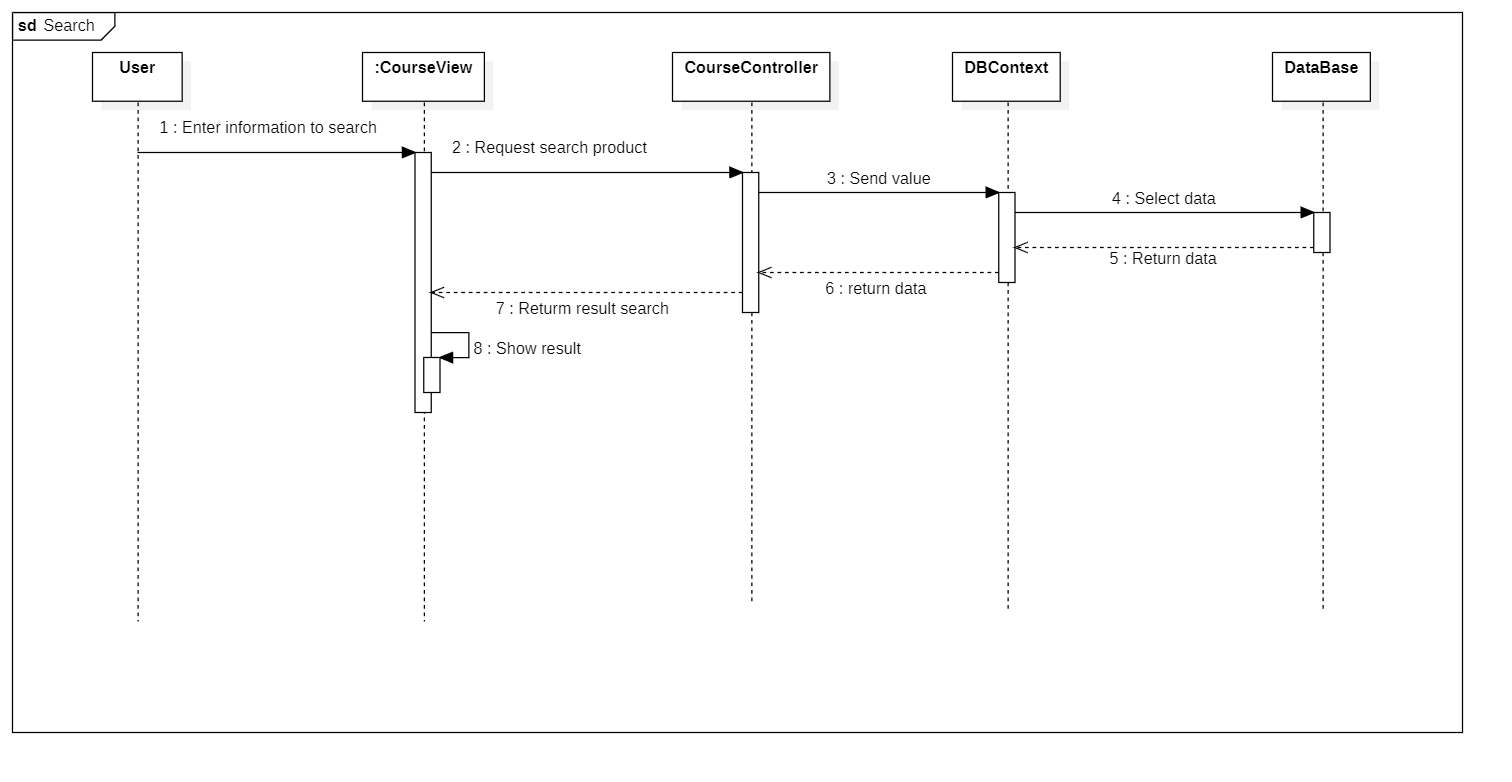 sd Search
User
:CourseView
CourseController
DBContext
DataBase
1 : Enter information to search
2 : Request search product
3 : Send value
4 : Select data
5 : Return data
6 : return data
7 : Returm result search
8 : Show result